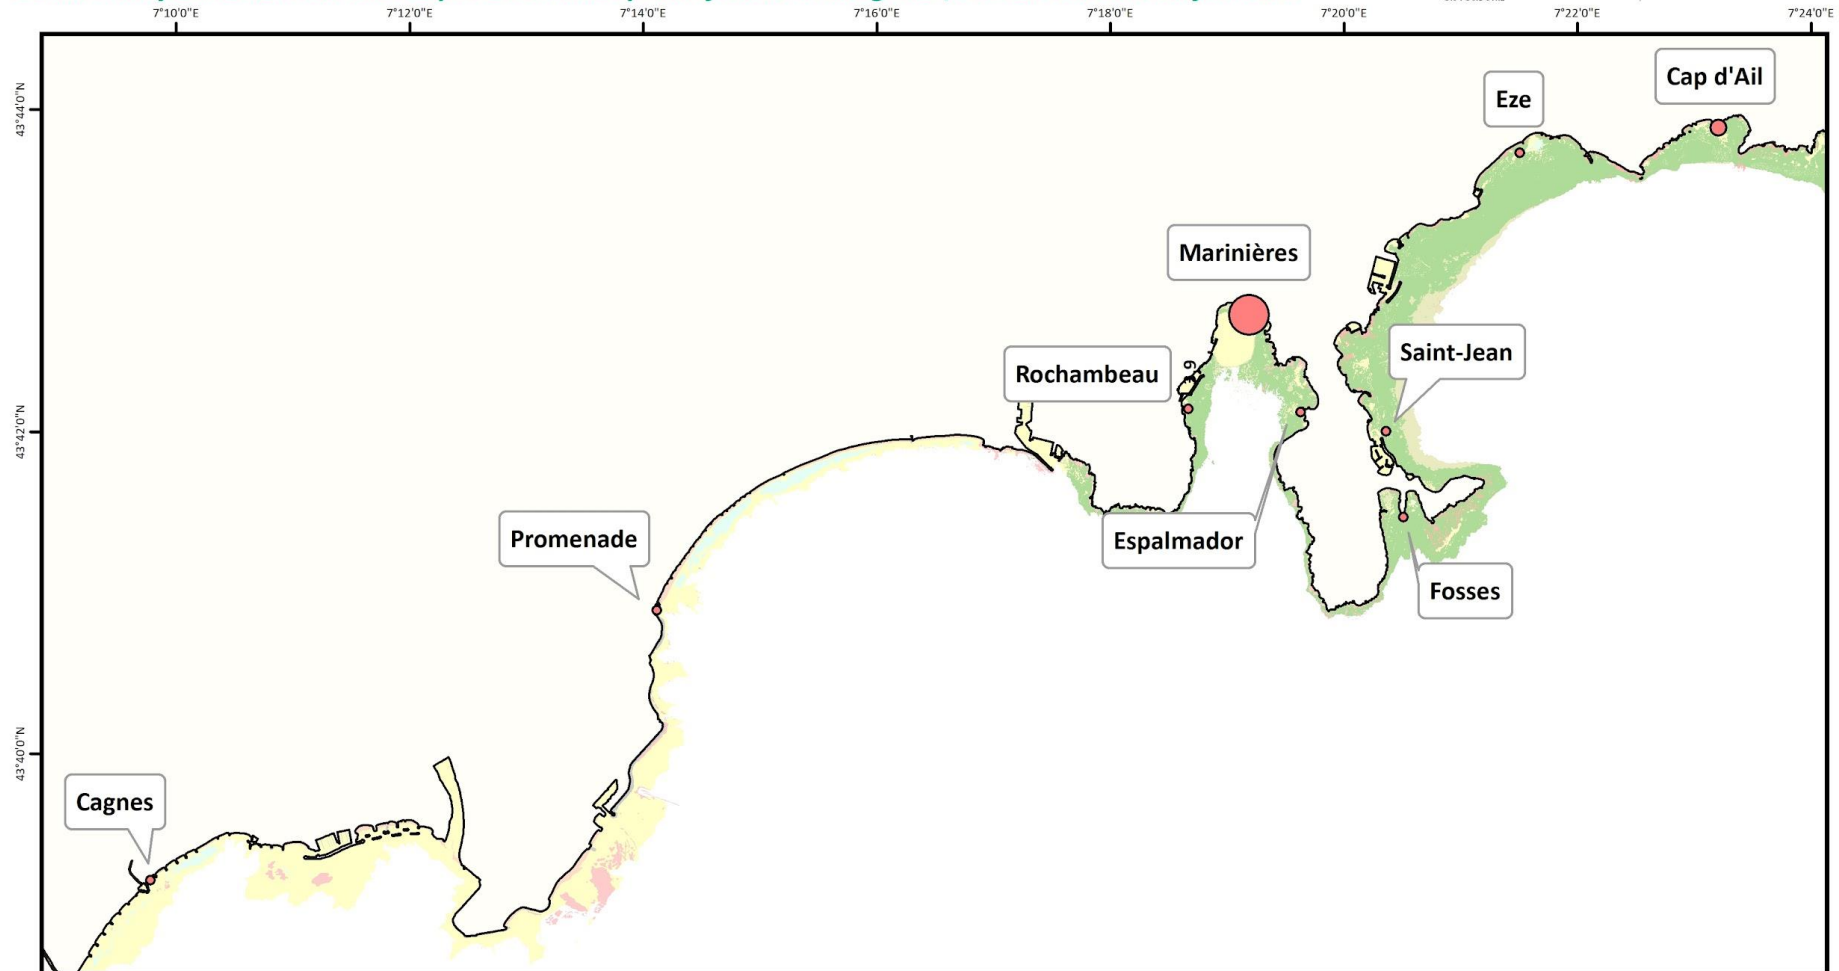 7°10'0"E 7°12'0"E 7°14'0"E 7°16'0"E 7°18'0"E 7°20'0"E 7°22'0"E 7°24'0"E
43°44'0"N
Cap d'Ail
Eze
Marinières
Saint-Jean
Rochambeau
43°42'0"N
Promenade
Espalmador
Fosses
43°40'0"N
Cagnes